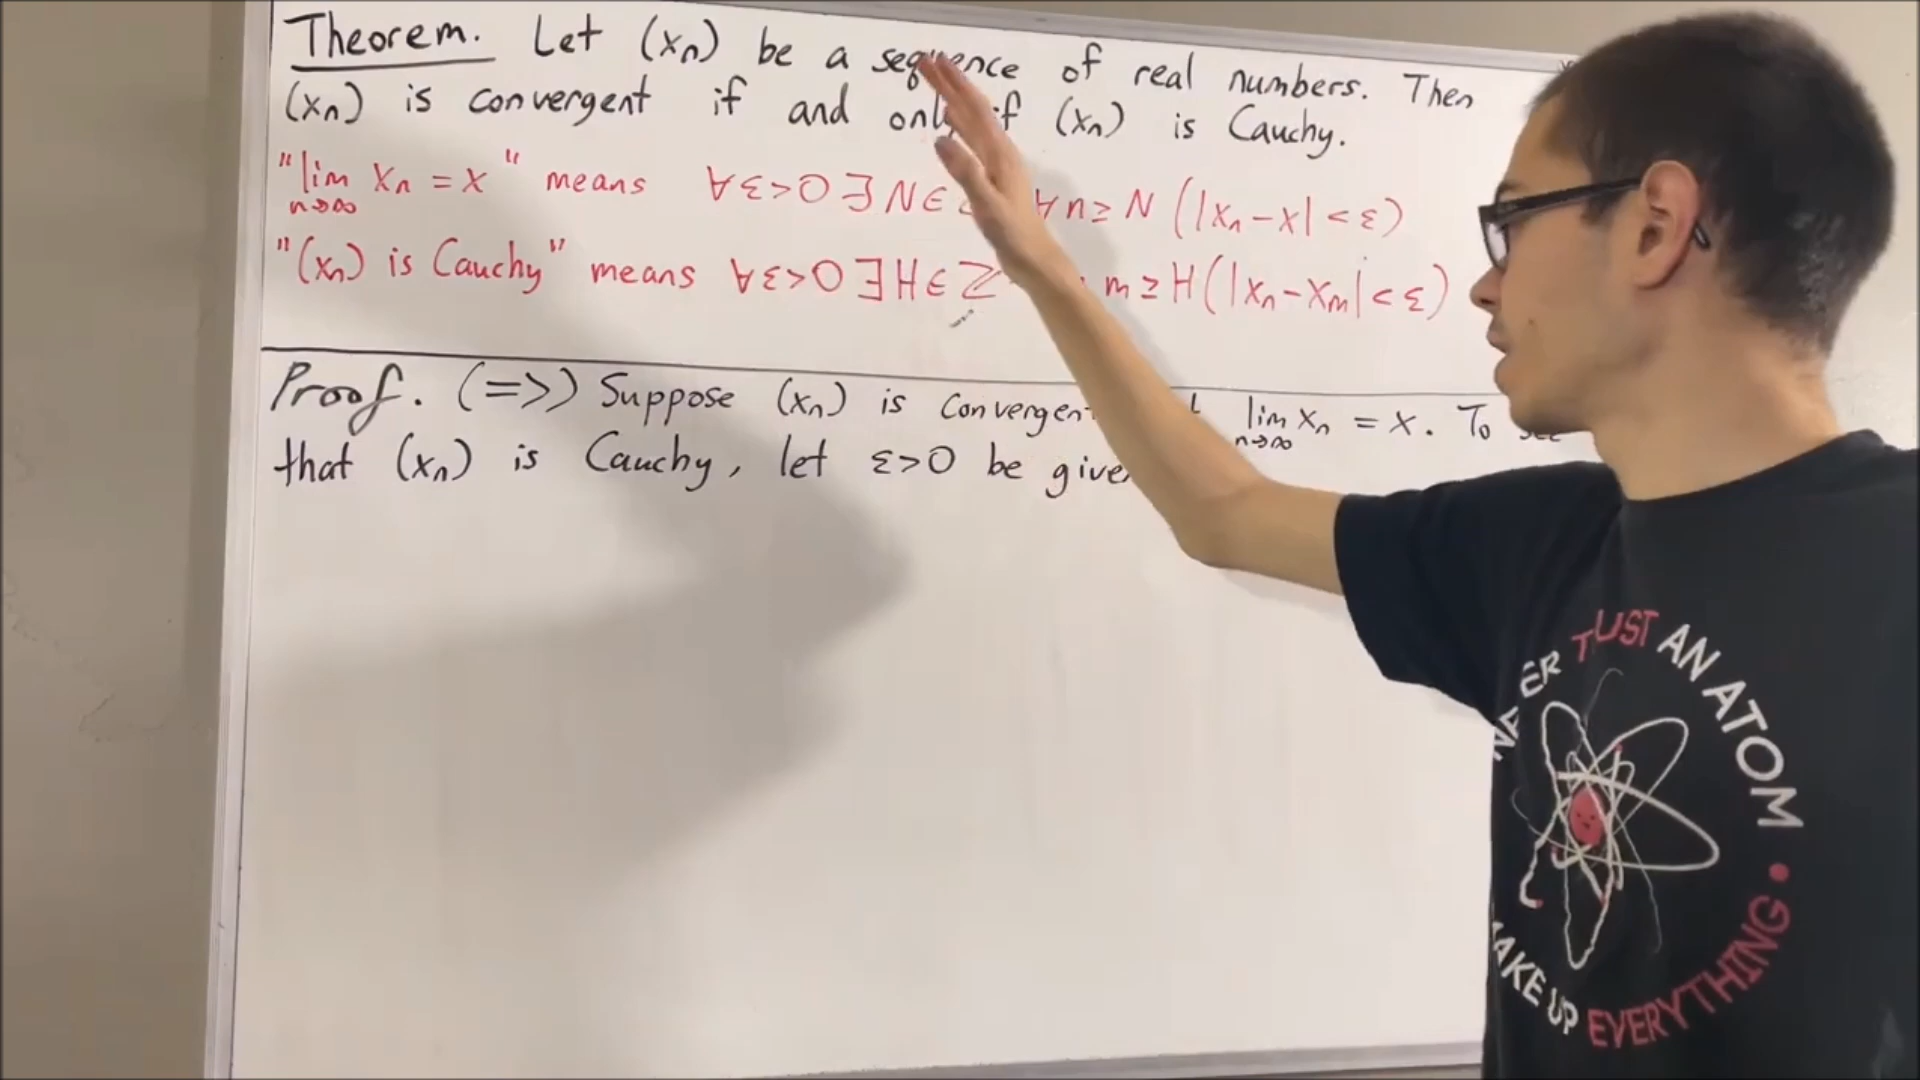 Theorem. Let (xn) be a sequence of real numbers. Then
(xn) is convergent if and only if (xn) is Cauchy.
"lim n→∞ xn = x" means ∀ε>0 ∃N∈ ∀n≥N (|xn-x|<ε)
"(xn) is Cauchy" means ∀ε>0 ∃H∈Z m≥H(|xn-xm|<ε)
Proof. (=>) Suppose (xn) is convergent lim n→∞ xn = x. To see
that (xn) is Cauchy, let ε>0 be given
TRUST AN ATOM
MAKE UP EVERYTHING